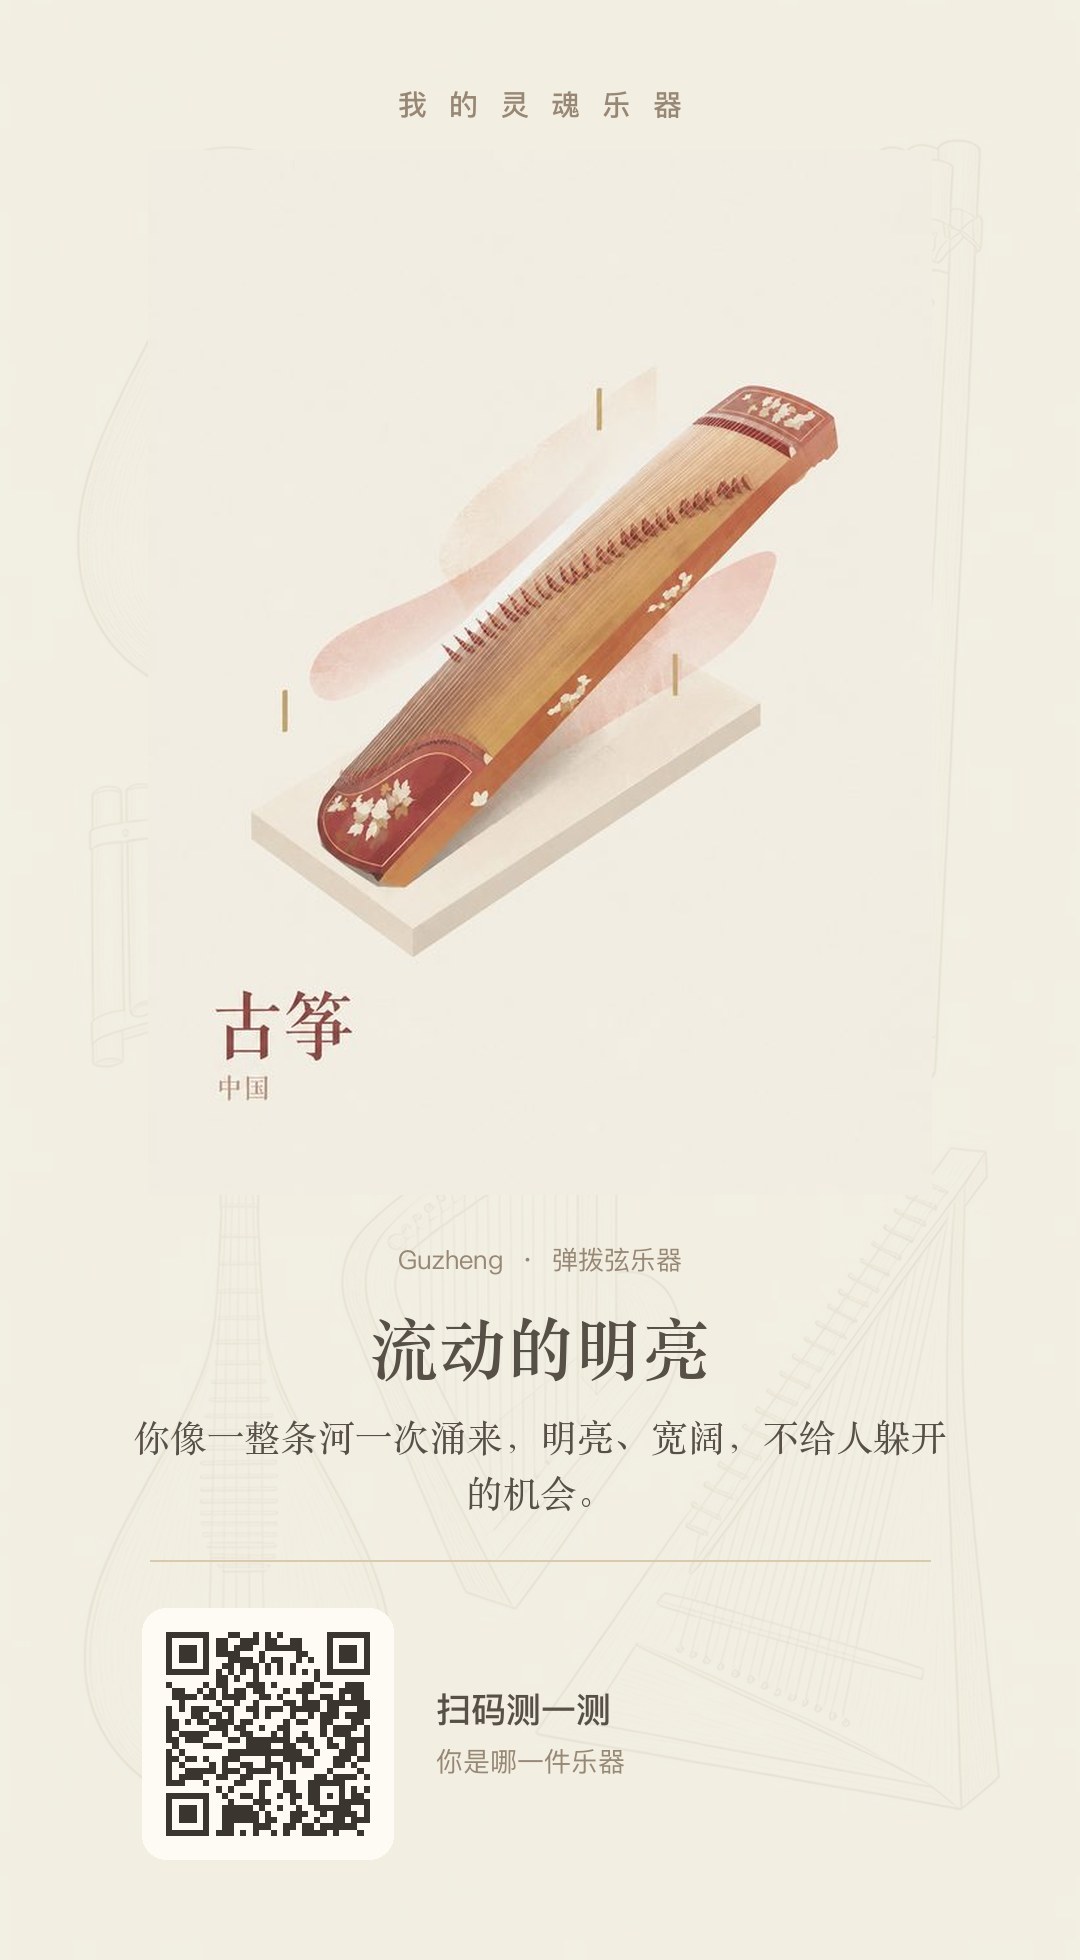 我的灵魂乐器
古筝
中国
Guzheng · 弹拨弦乐器
流动的明亮
你像一整条河一次涌来，明亮、宽阔，不给人躲开
的机会。
扫码测一测
你是哪一件乐器